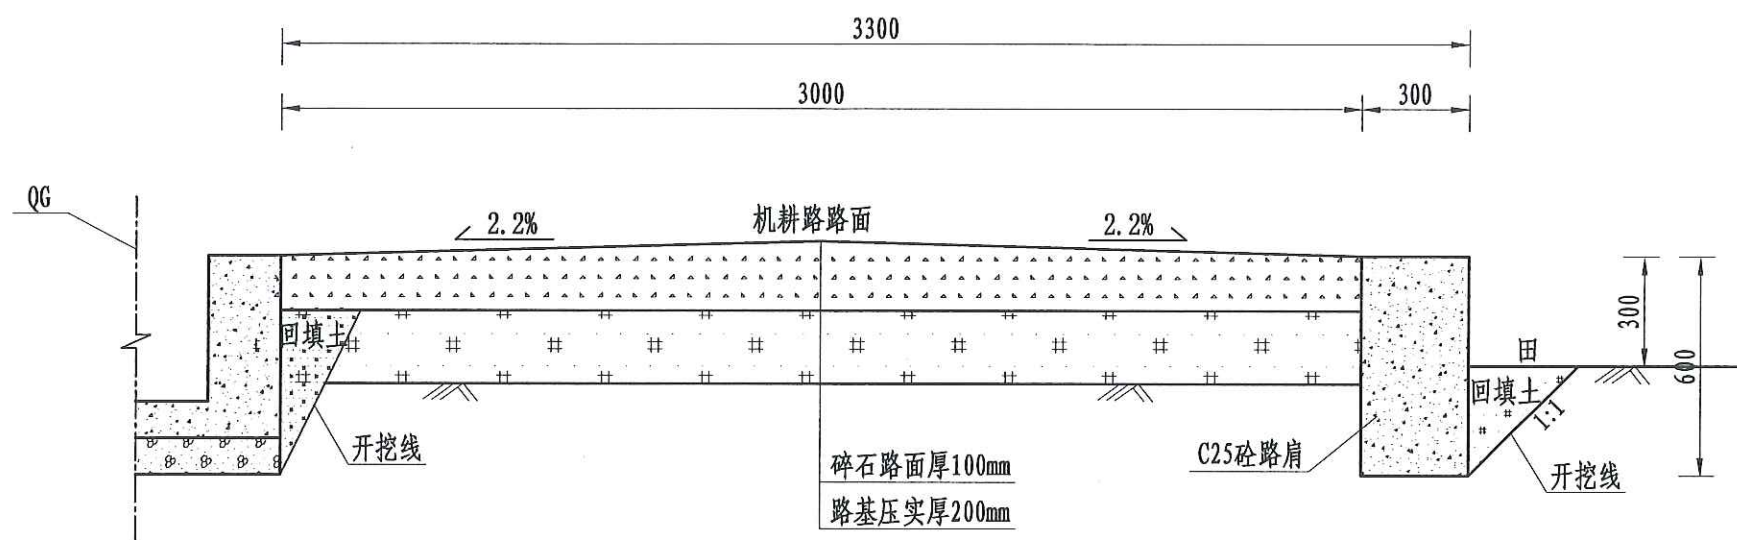 3300
3000
300
QG
2.2%
机耕路路面
2.2%
回填土
300
600
田
回填土
1:1
开挖线
碎石路面厚100mm
C25砼路肩
开挖线
路基压实厚200mm